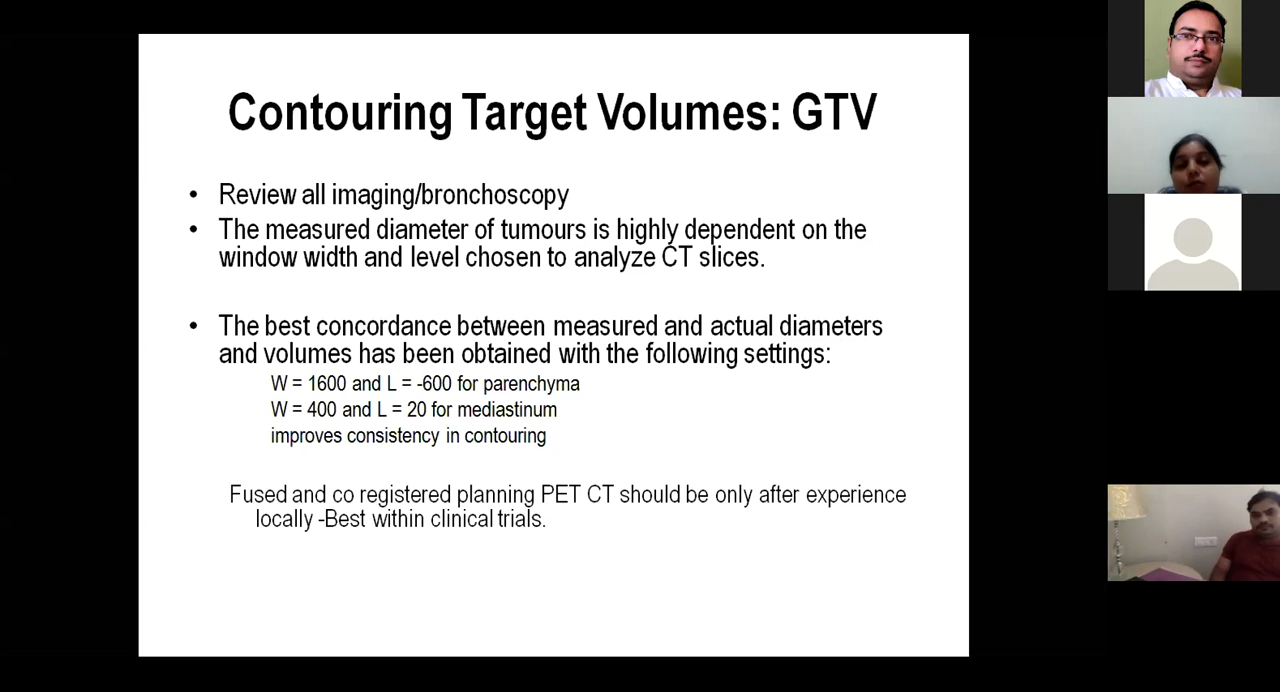 Contouring Target Volumes: GTV
• Review all imaging/bronchoscopy
• The measured diameter of tumours is highly dependent on the
window width and level chosen to analyze CT slices.
• The best concordance between measured and actual diameters
and volumes has been obtained with the following settings:
W = 1600 and L = -600 for parenchyma
W = 400 and L = 20 for mediastinum
improves consistency in contouring
Fused and co registered planning PET CT should be only after experience
locally -Best within clinical trials.